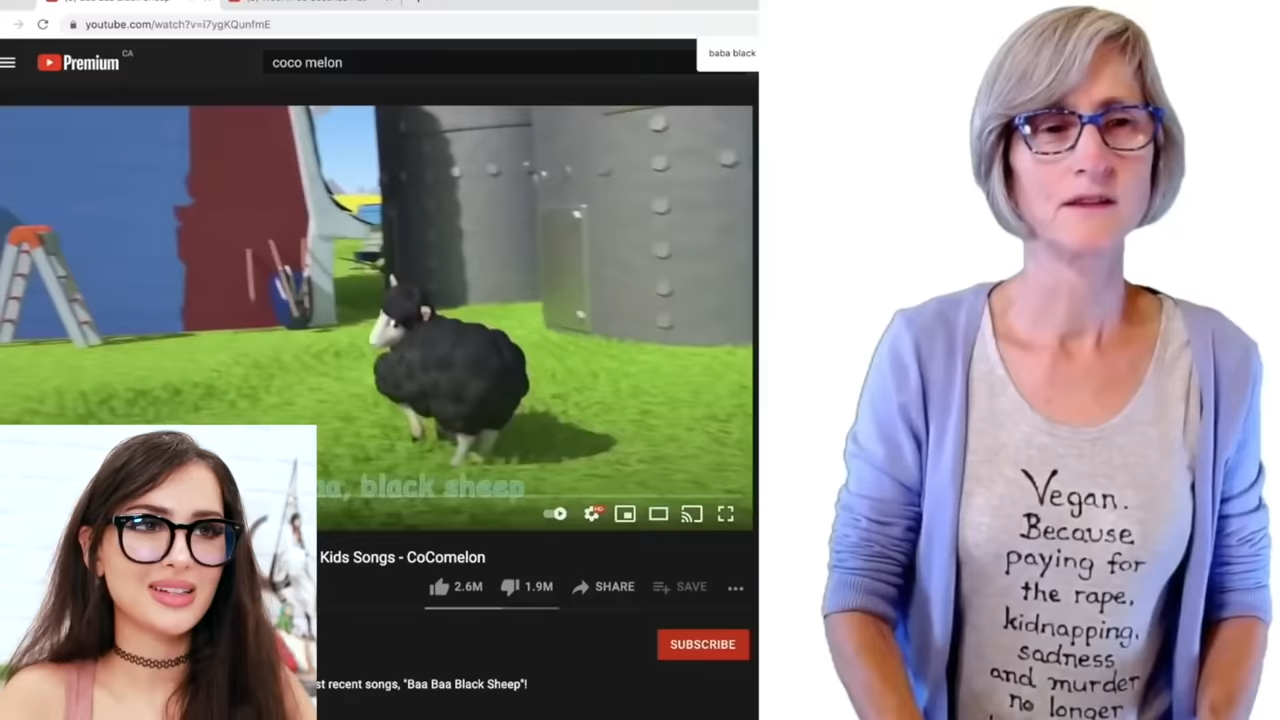 youtube.com/watch?v=i7ygKQunfmE
Premium CA
coco melon
baba black
black sheep
Kids Songs - CoComelon
2.6M 1.9M SHARE SAVE
SUBSCRIBE
st recent songs, "Baa Baa Black Sheep"!
Vegan.
Because
paying for
the rape,
kidnapping,
sadness
and murder
no longer